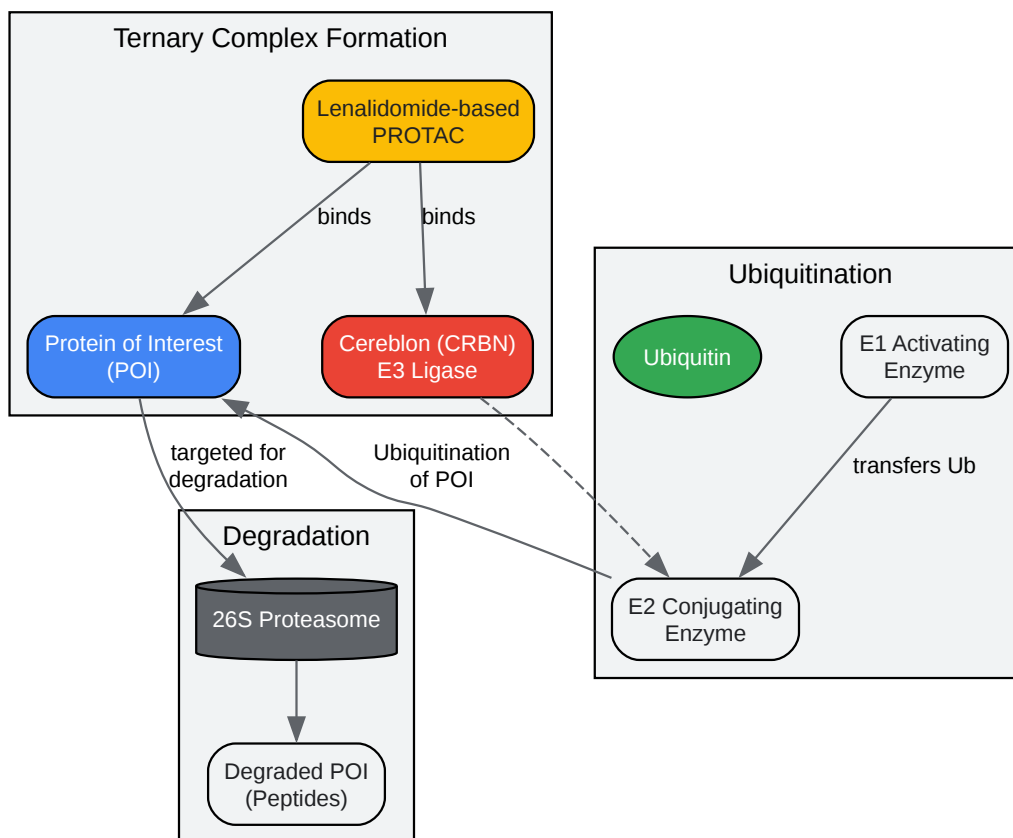 Ternary Complex Formation
Lenalidomide-based
PROTAC
binds
binds
Protein of Interest
(POI)
Cereblon (CRBN)
E3 Ligase
Ubiquitination
Ubiquitin
E1 Activating
Enzyme
transfers Ub
targeted for
degradation
Ubiquitination
of POI
E2 Conjugating
Enzyme
Degradation
26S Proteasome
Degraded POI
(Peptides)